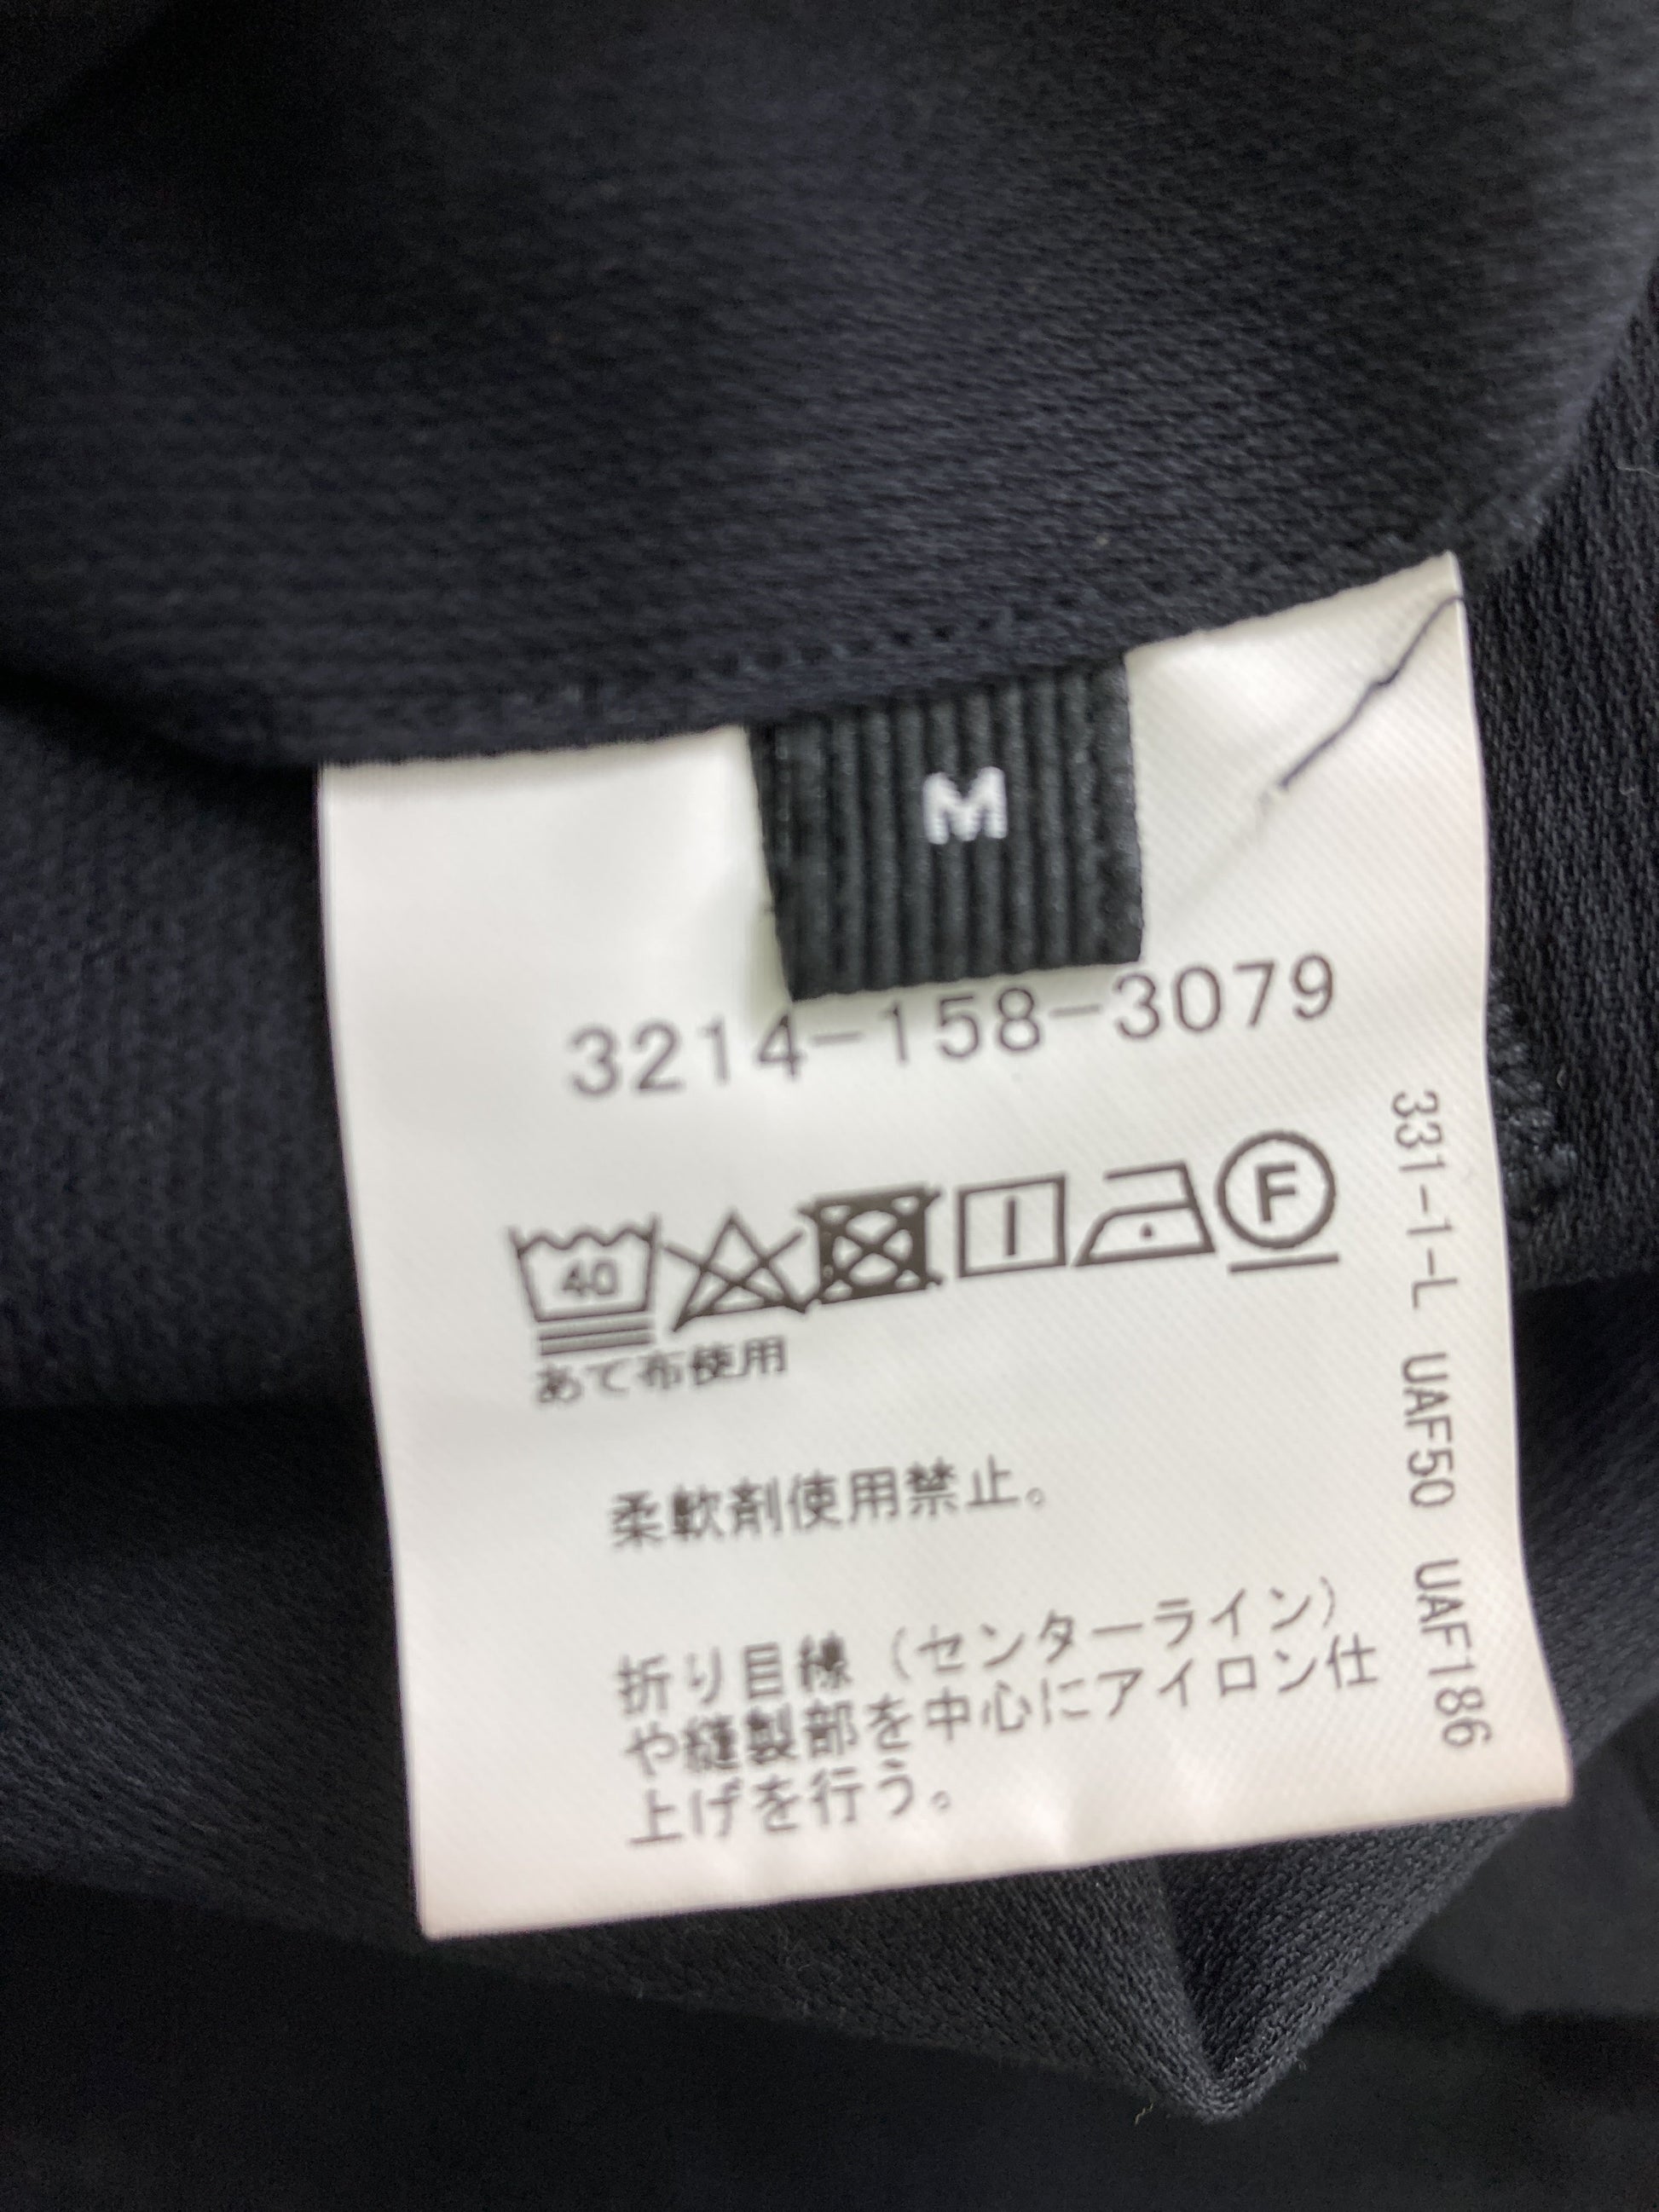 M
3214-158-3079
40
F
あて布使用
柔軟剤使用禁止。
折り目線（センターライン）
や縫製部を中心にアイロン仕
上げを行う。
331-1-L UAF50 UAF186